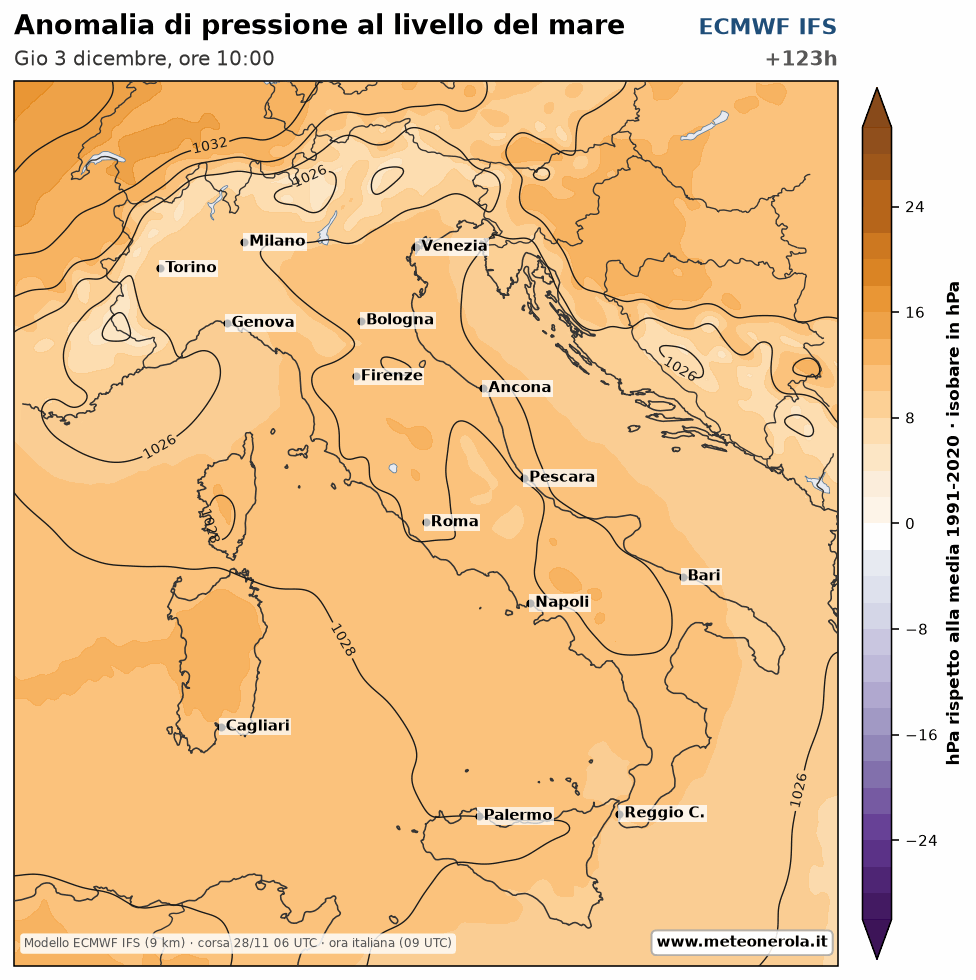 Anomalia di pressione al livello del mare
ECMWF IFS
Gio 3 dicembre, ore 10:00
+123h
1032
1026
Milano
Venezia
Torino
Genova
Bologna
Firenze
Ancona
1026
1026
Pescara
1028
Roma
Bari
Napoli
1028
Cagliari
1026
Palermo
Reggio C.
Modello ECMWF IFS (9 km) · corsa 28/11 06 UTC · ora italiana (09 UTC)
www.meteonerola.it
24
16
8
0
−8
−16
−24
hPa rispetto alla media 1991-2020 · isobare in hPa